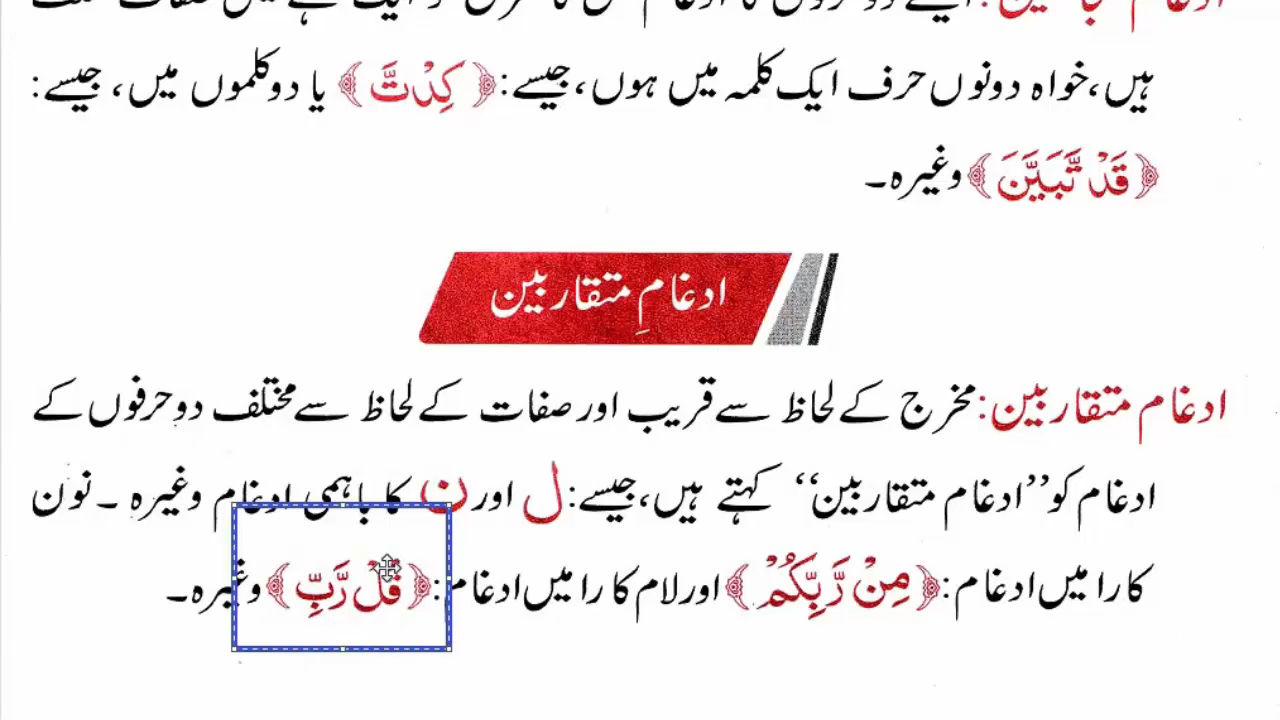 ہیں،خواہ دونوں حرف ایک کلمہ میں ہوں،جیسے:﴿كِدْتَّ﴾ یا دو کلموں میں، جیسے:
﴿قَدْ تَّبَيَّنَ﴾ وغیرہ۔
ادغامِ متقاربین
ادغام متقاربین:مخرج کے لحاظ سے قریب اور صفات کے لحاظ سے مختلف دو حرفوں کے
ادغام کو”ادغام متقاربین“ کہتے ہیں،جیسے:ل اور ن کا باہمی ادغام وغیرہ ۔ نون
کا را میں ادغام:﴿مِنْ رَّبِّكُمْ﴾ اور لام کا را میں ادغام:﴿قُلْ رَّبِّ﴾ وغیرہ۔